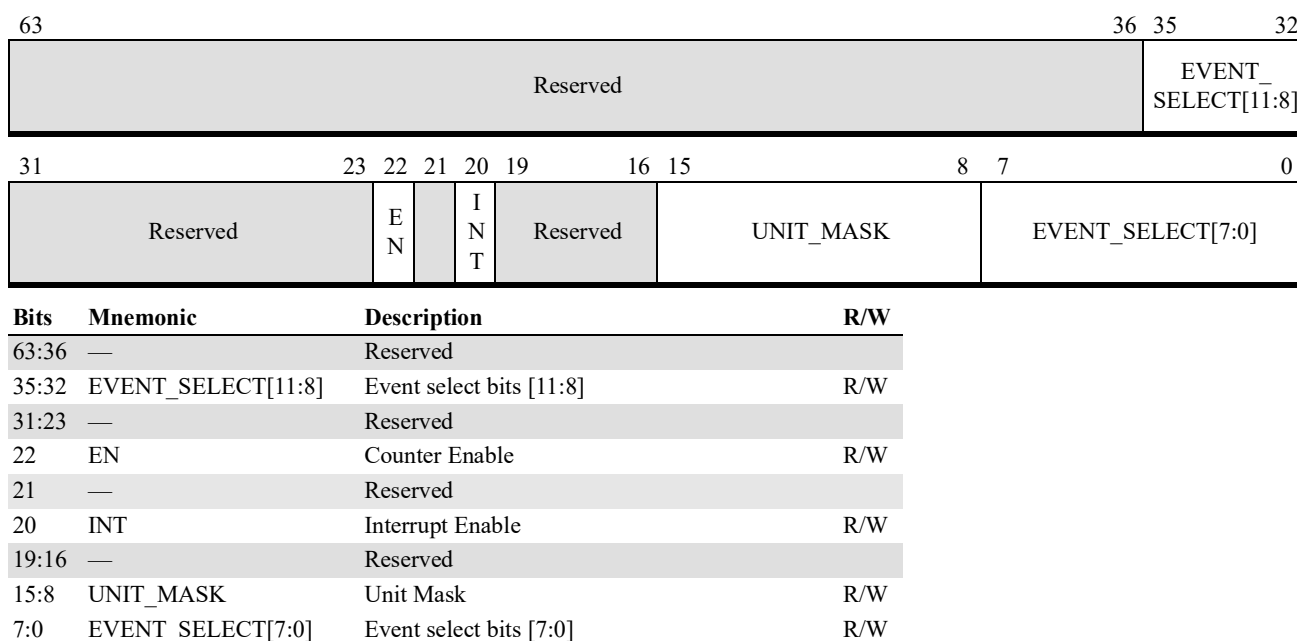 63 36 35 32
Reserved EVENT_
SELECT[11:8]
31 23 22 21 20 19 16 15 8 7 0
Reserved E N I N T Reserved UNIT_MASK EVENT_SELECT[7:0]
Bits Mnemonic Description R/W
63:36 — Reserved
35:32 EVENT_SELECT[11:8] Event select bits [11:8] R/W
31:23 — Reserved
22 EN Counter Enable R/W
21 — Reserved
20 INT Interrupt Enable R/W
19:16 — Reserved
15:8 UNIT_MASK Unit Mask R/W
7:0 EVENT_SELECT[7:0] Event select bits [7:0] R/W